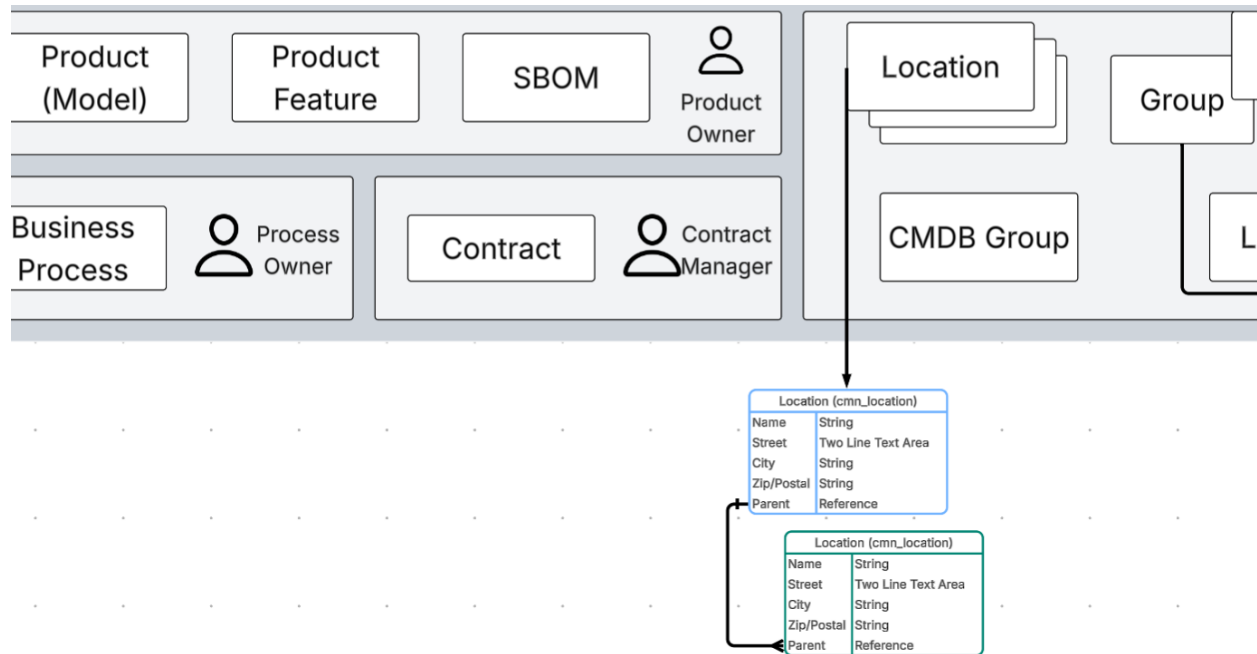 Product
(Model)
Product
Feature
SBOM
Product
Owner
Location
Group
Business
Process
Process
Owner
Contract
Contract
Manager
CMDB Group
L
Location (cmn_location)
Name String
Street Two Line Text Area
City String
Zip/Postal String
Parent Reference
Location (cmn_location)
Name String
Street Two Line Text Area
City String
Zip/Postal String
Parent Reference